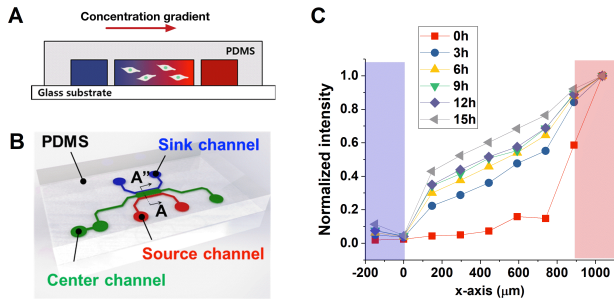 A
Concentration gradient
PDMS
Glass substrate
B
PDMS
Sink channel
A"
A
Source channel
Center channel
C
0h
3h
6h
9h
12h
15h
Normalized intensity
1.0
0.8
0.6
0.4
0.2
0.0
-200 0 200 400 600 800 1000
x-axis (μm)